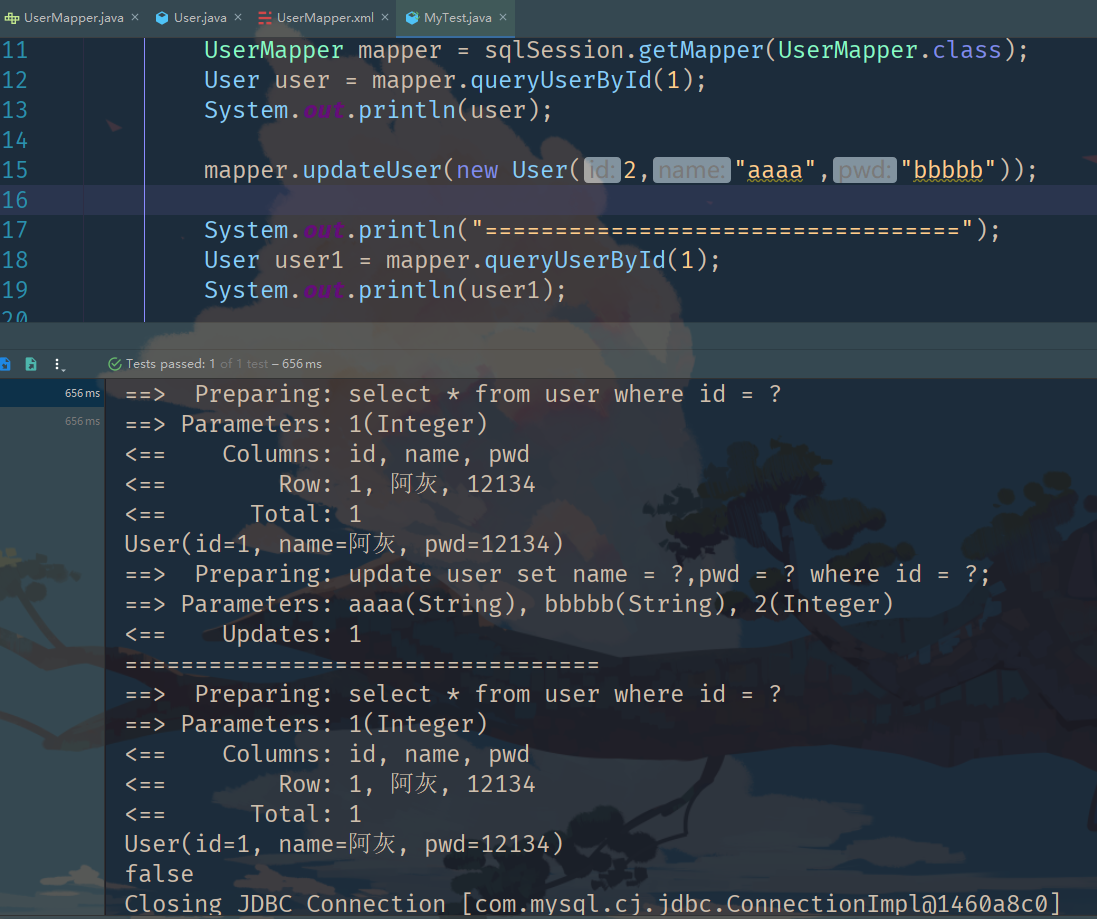 UserMapper.java × User.java × UserMapper.xml × MyTest.java ×
11 UserMapper mapper = sqlSession.getMapper(UserMapper.class);
12 User user = mapper.queryUserById(1);
13 System.out.println(user);
14
15 mapper.updateUser(new User( id: 2, name: "aaaa", pwd: "bbbbb"));
16
17 System.out.println("==================================");
18 User user1 = mapper.queryUserById(1);
19 System.out.println(user1);
20
Tests passed: 1 of 1 test – 656 ms
656 ms
656 ms
==>  Preparing: select * from user where id = ?
==> Parameters: 1(Integer)
<==    Columns: id, name, pwd
<==        Row: 1, 阿灰, 12134
<==      Total: 1
User(id=1, name=阿灰, pwd=12134)
==>  Preparing: update user set name = ?,pwd = ? where id = ?;
==> Parameters: aaaa(String), bbbbb(String), 2(Integer)
<==    Updates: 1
==================================
==>  Preparing: select * from user where id = ?
==> Parameters: 1(Integer)
<==    Columns: id, name, pwd
<==        Row: 1, 阿灰, 12134
<==      Total: 1
User(id=1, name=阿灰, pwd=12134)
false
Closing JDBC Connection [com.mysql.cj.jdbc.ConnectionImpl@1460a8c0]